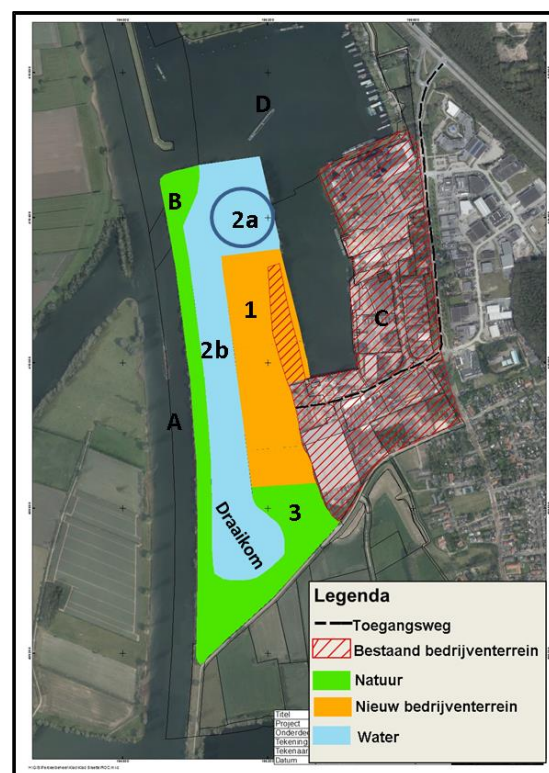 D
B
2a
1
C
2b
A
3
Draaikom
Legenda
Toegangsweg
Bestaand bedrijventerrein
Natuur
Nieuw bedrijventerrein
Water
Titel
Project
Tekening
Tekenaar
Datum